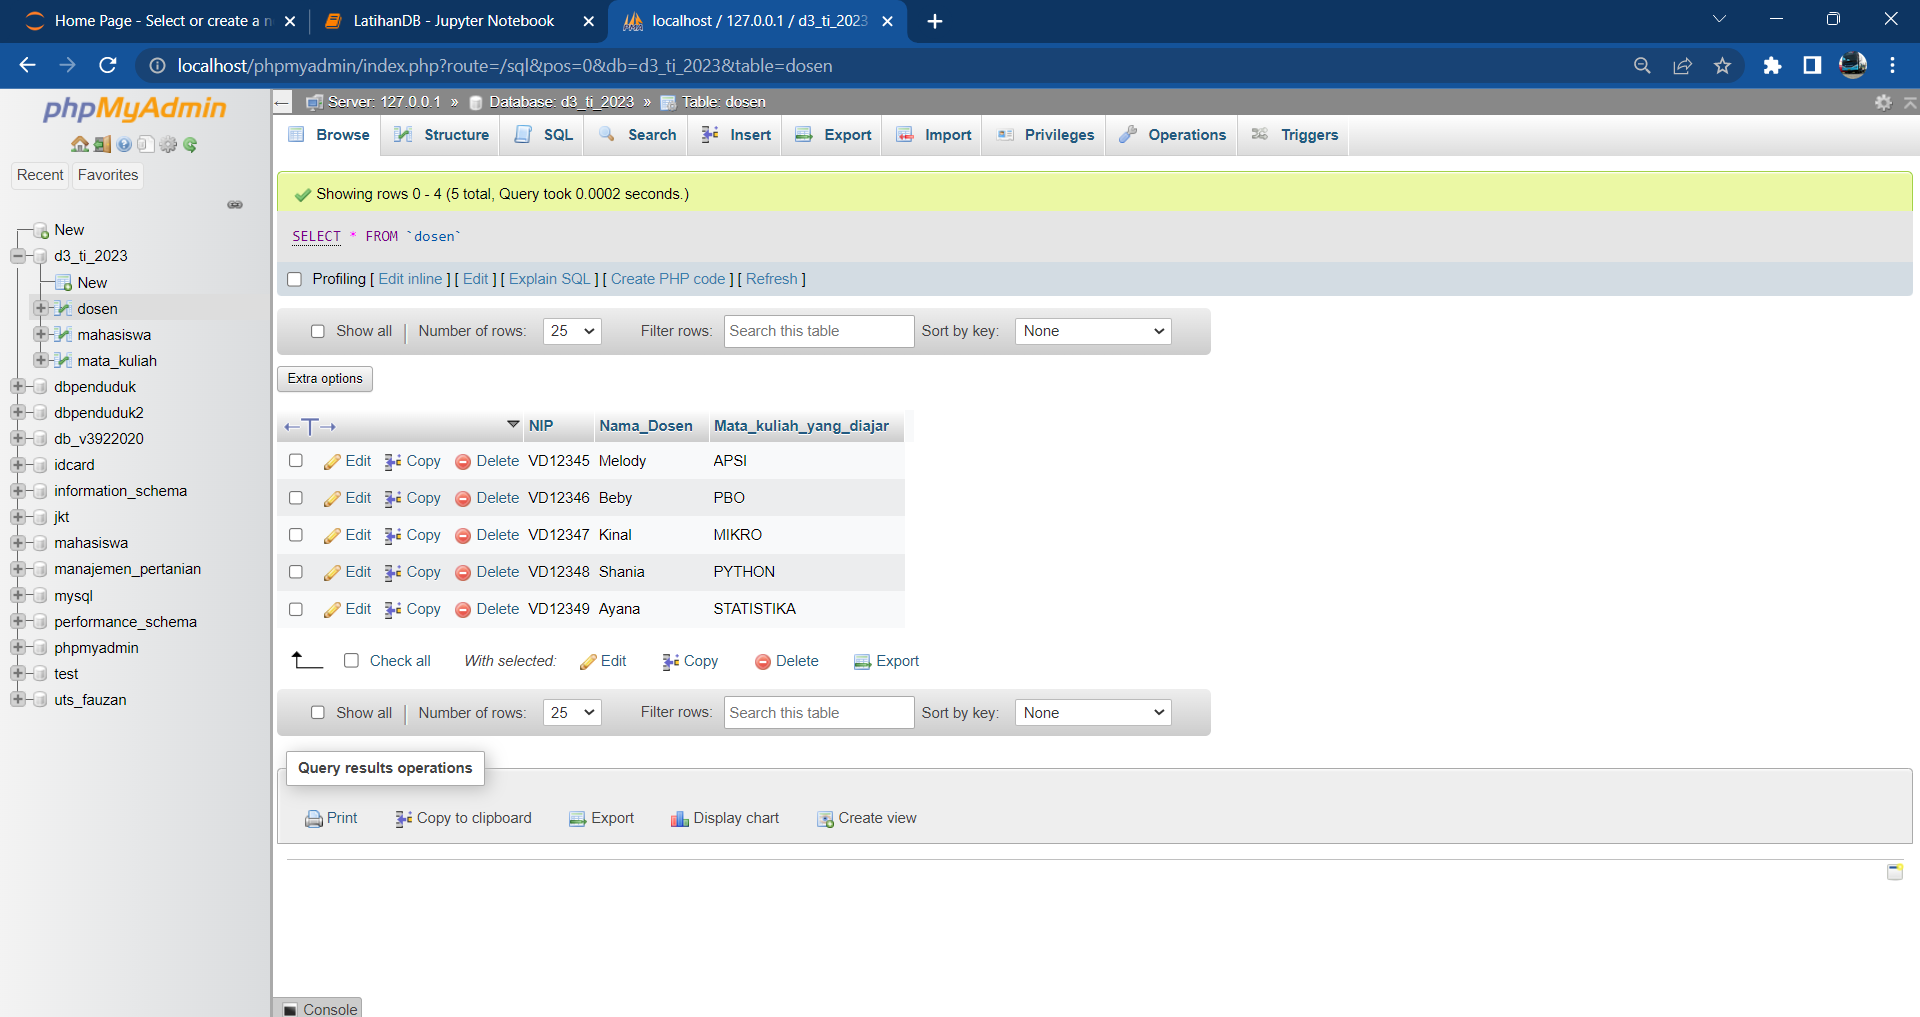 Home Page - Select or create a n
LatihanDB - Jupyter Notebook
localhost / 127.0.0.1 / d3_ti_2023
localhost/phpmyadmin/index.php?route=/sql&pos=0&db=d3_ti_2023&table=dosen
phpMyAdmin
Recent Favorites
New
d3_ti_2023
New
dosen
mahasiswa
mata_kuliah
dbpenduduk
dbpenduduk2
db_v3922020
idcard
information_schema
jkt
mahasiswa
manajemen_pertanian
mysql
performance_schema
phpmyadmin
test
uts_fauzan
Server: 127.0.0.1 » Database: d3_ti_2023 » Table: dosen
Browse Structure SQL Search Insert Export Import Privileges Operations Triggers
Showing rows 0 - 4 (5 total, Query took 0.0002 seconds.)
SELECT * FROM `dosen`
Profiling [ Edit inline ] [ Edit ] [ Explain SQL ] [ Create PHP code ] [ Refresh ]
Show all | Number of rows: 25 Filter rows: Search this table Sort by key: None
Extra options
NIP Nama_Dosen Mata_kuliah_yang_diajar
Edit Copy Delete VD12345 Melody APSI
Edit Copy Delete VD12346 Beby PBO
Edit Copy Delete VD12347 Kinal MIKRO
Edit Copy Delete VD12348 Shania PYTHON
Edit Copy Delete VD12349 Ayana STATISTIKA
Check all With selected: Edit Copy Delete Export
Show all | Number of rows: 25 Filter rows: Search this table Sort by key: None
Query results operations
Print Copy to clipboard Export Display chart Create view
Console